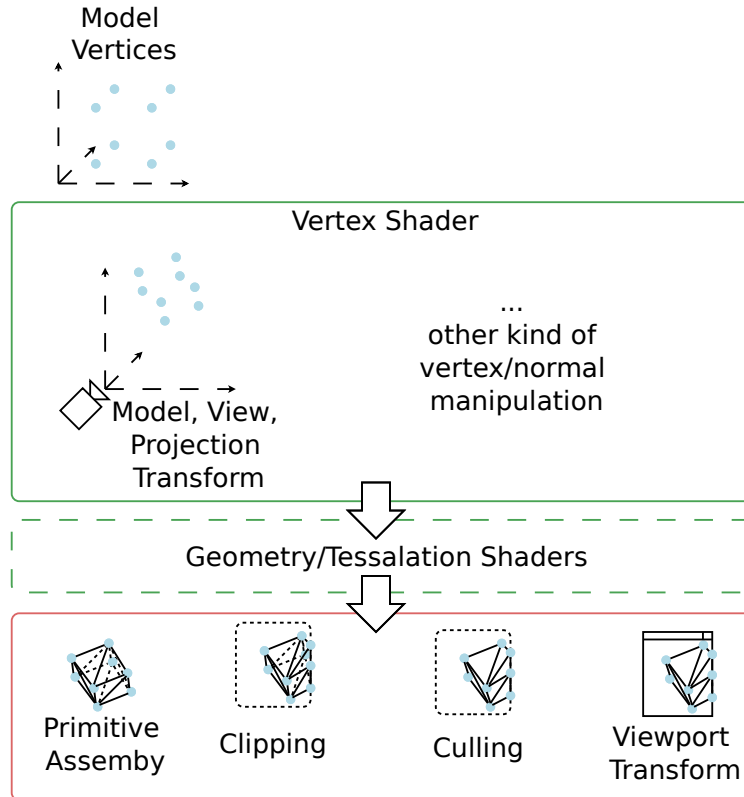 Model
Vertices
Vertex Shader
...
other kind of
vertex/normal
manipulation
Model, View,
Projection
Transform
Geometry/Tessalation Shaders
Primitive
Assemby
Clipping
Culling
Viewport
Transform